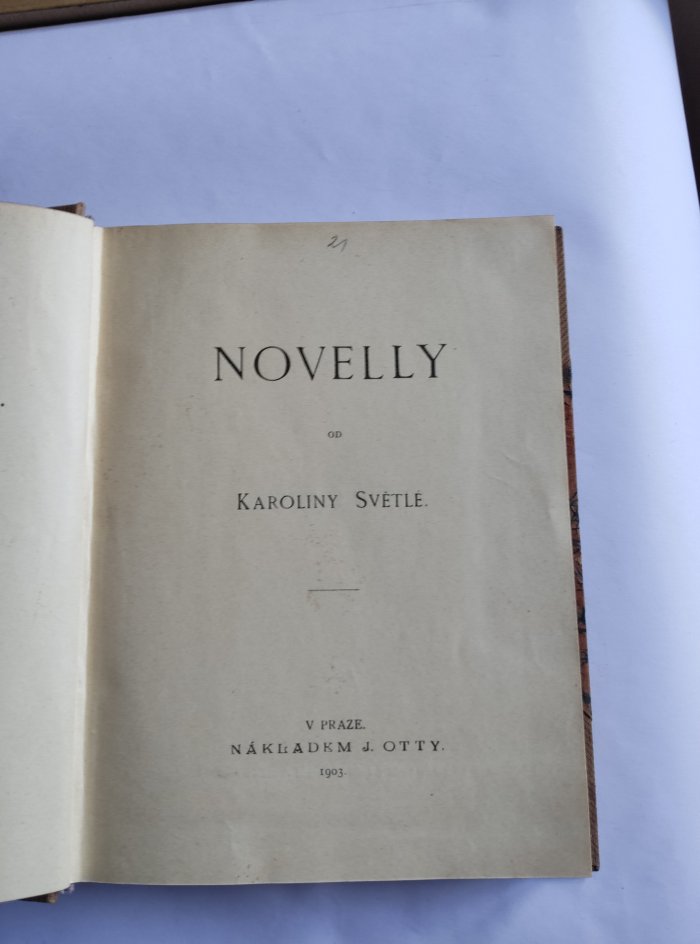 21
NOVELLY
OD
KAROLINY SVĚTLÉ.
V PRAZE.
NÁKLADEM J. OTTY.
1903.